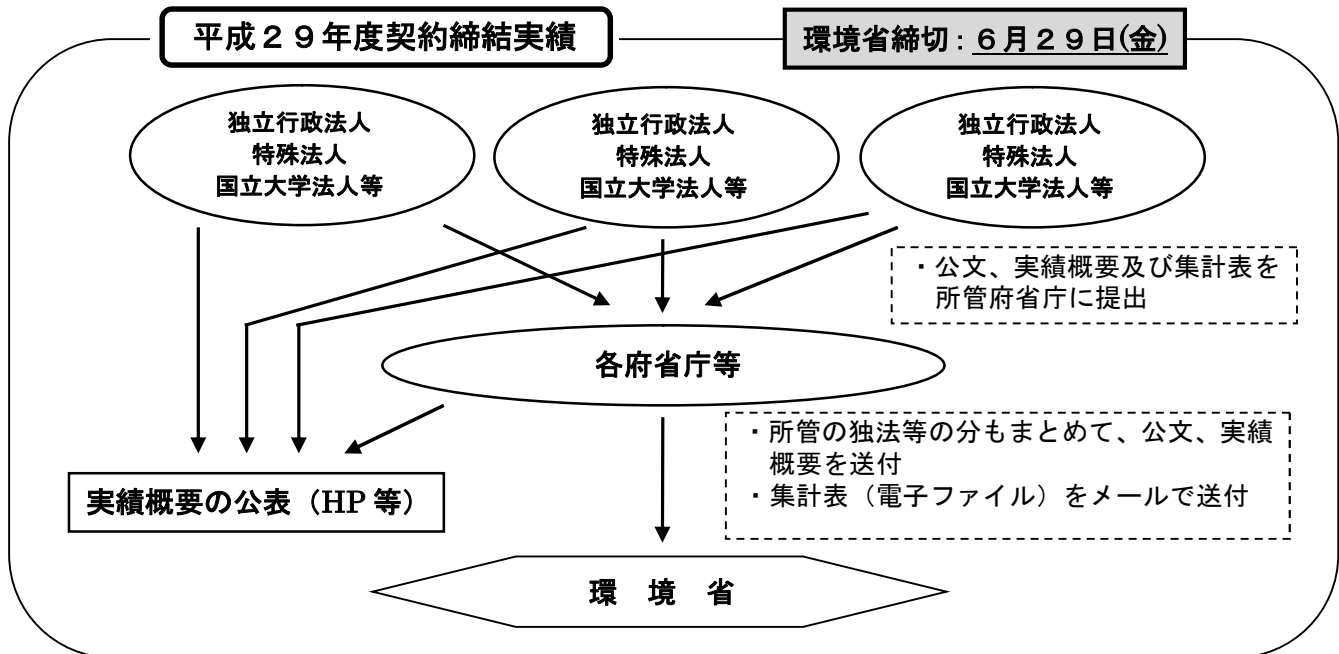 平成２９年度契約締結実績
環境省締切：６月２９日(金)
独立行政法人
特殊法人
国立大学法人等
独立行政法人
特殊法人
国立大学法人等
独立行政法人
特殊法人
国立大学法人等
・公文、実績概要及び集計表を
所管府省庁に提出
各府省庁等
・所管の独法等の分もまとめて、公文、実績
概要を送付
・集計表（電子ファイル）をメールで送付
実績概要の公表（HP 等）
環　境　省